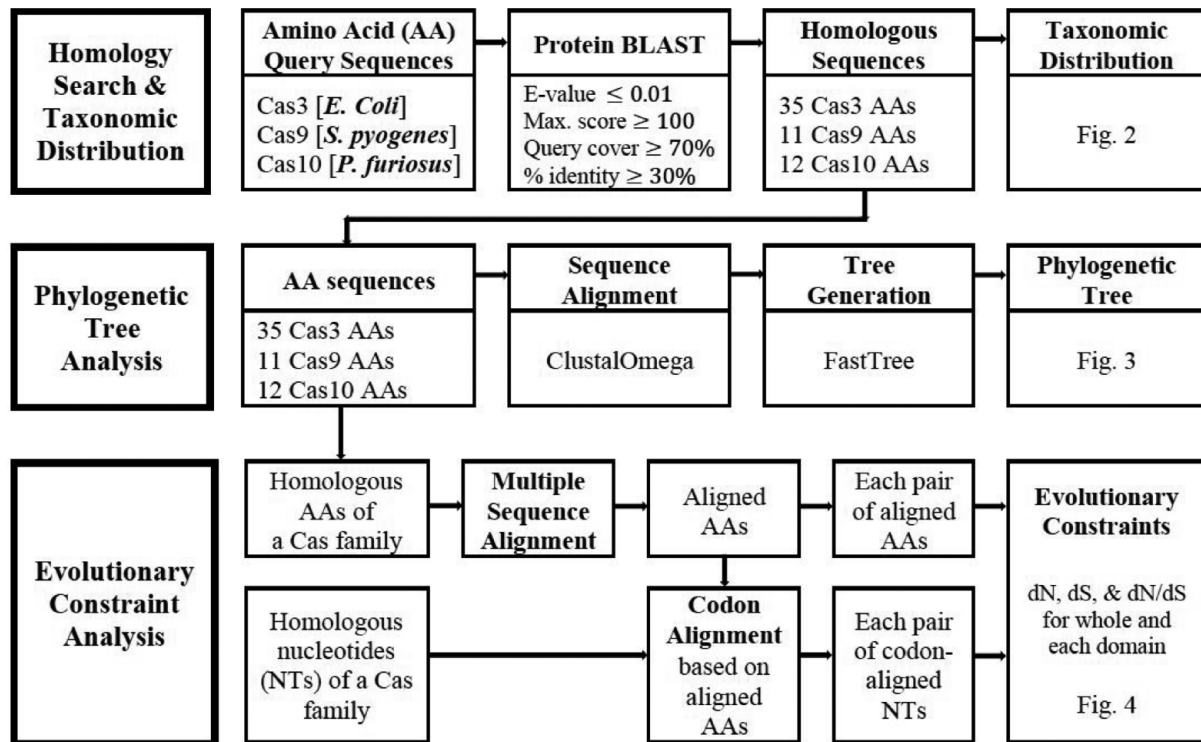 Homology
Search &
Taxonomic
Distribution
Amino Acid (AA)
Query Sequences
Cas3 [E. Coli]
Cas9 [S. pyogenes]
Cas10 [P. furiosus]
Protein BLAST
E-value ≤ 0.01
Max. score ≥ 100
Query cover ≥ 70%
% identity ≥ 30%
Homologous
Sequences
35 Cas3 AAs
11 Cas9 AAs
12 Cas10 AAs
Taxonomic
Distribution
Fig. 2
Phylogenetic
Tree
Analysis
AA sequences
35 Cas3 AAs
11 Cas9 AAs
12 Cas10 AAs
Sequence
Alignment
ClustalOmega
Tree
Generation
FastTree
Phylogenetic
Tree
Fig. 3
Evolutionary
Constraint
Analysis
Homologous
AAs of
a Cas family
Multiple
Sequence
Alignment
Aligned
AAs
Each pair
of aligned
AAs
Homologous
nucleotides
(NTs) of a Cas
family
Codon
Alignment
based on
aligned
AAs
Each pair
of codon-
aligned
NTs
Evolutionary
Constraints
dN, dS, & dN/dS
for whole and
each domain
Fig. 4